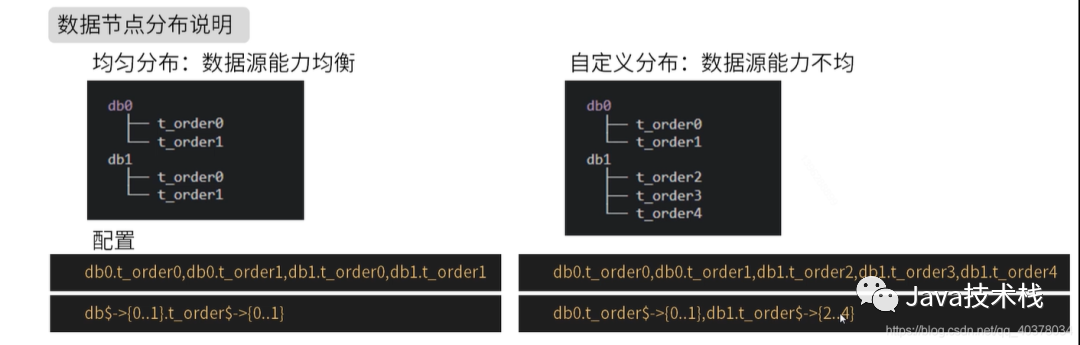 数据节点分布说明
均匀分布：数据源能力均衡
db0
t_order0
t_order1
db1
t_order0
t_order1
配置
db0.t_order0,db0.t_order1,db1.t_order0,db1.t_order1
db$->{0..1}.t_order$->{0..1}
自定义分布：数据源能力不均
db0
t_order0
t_order1
db1
t_order2
t_order3
t_order4
db0.t_order0,db0.t_order1,db1.t_order2,db1.t_order3,db1.t_order4
db0.t_order$->{0..1},db1.t_order$->{2..4}
Java技术栈
https://blog.csdn.net/qq_40378034